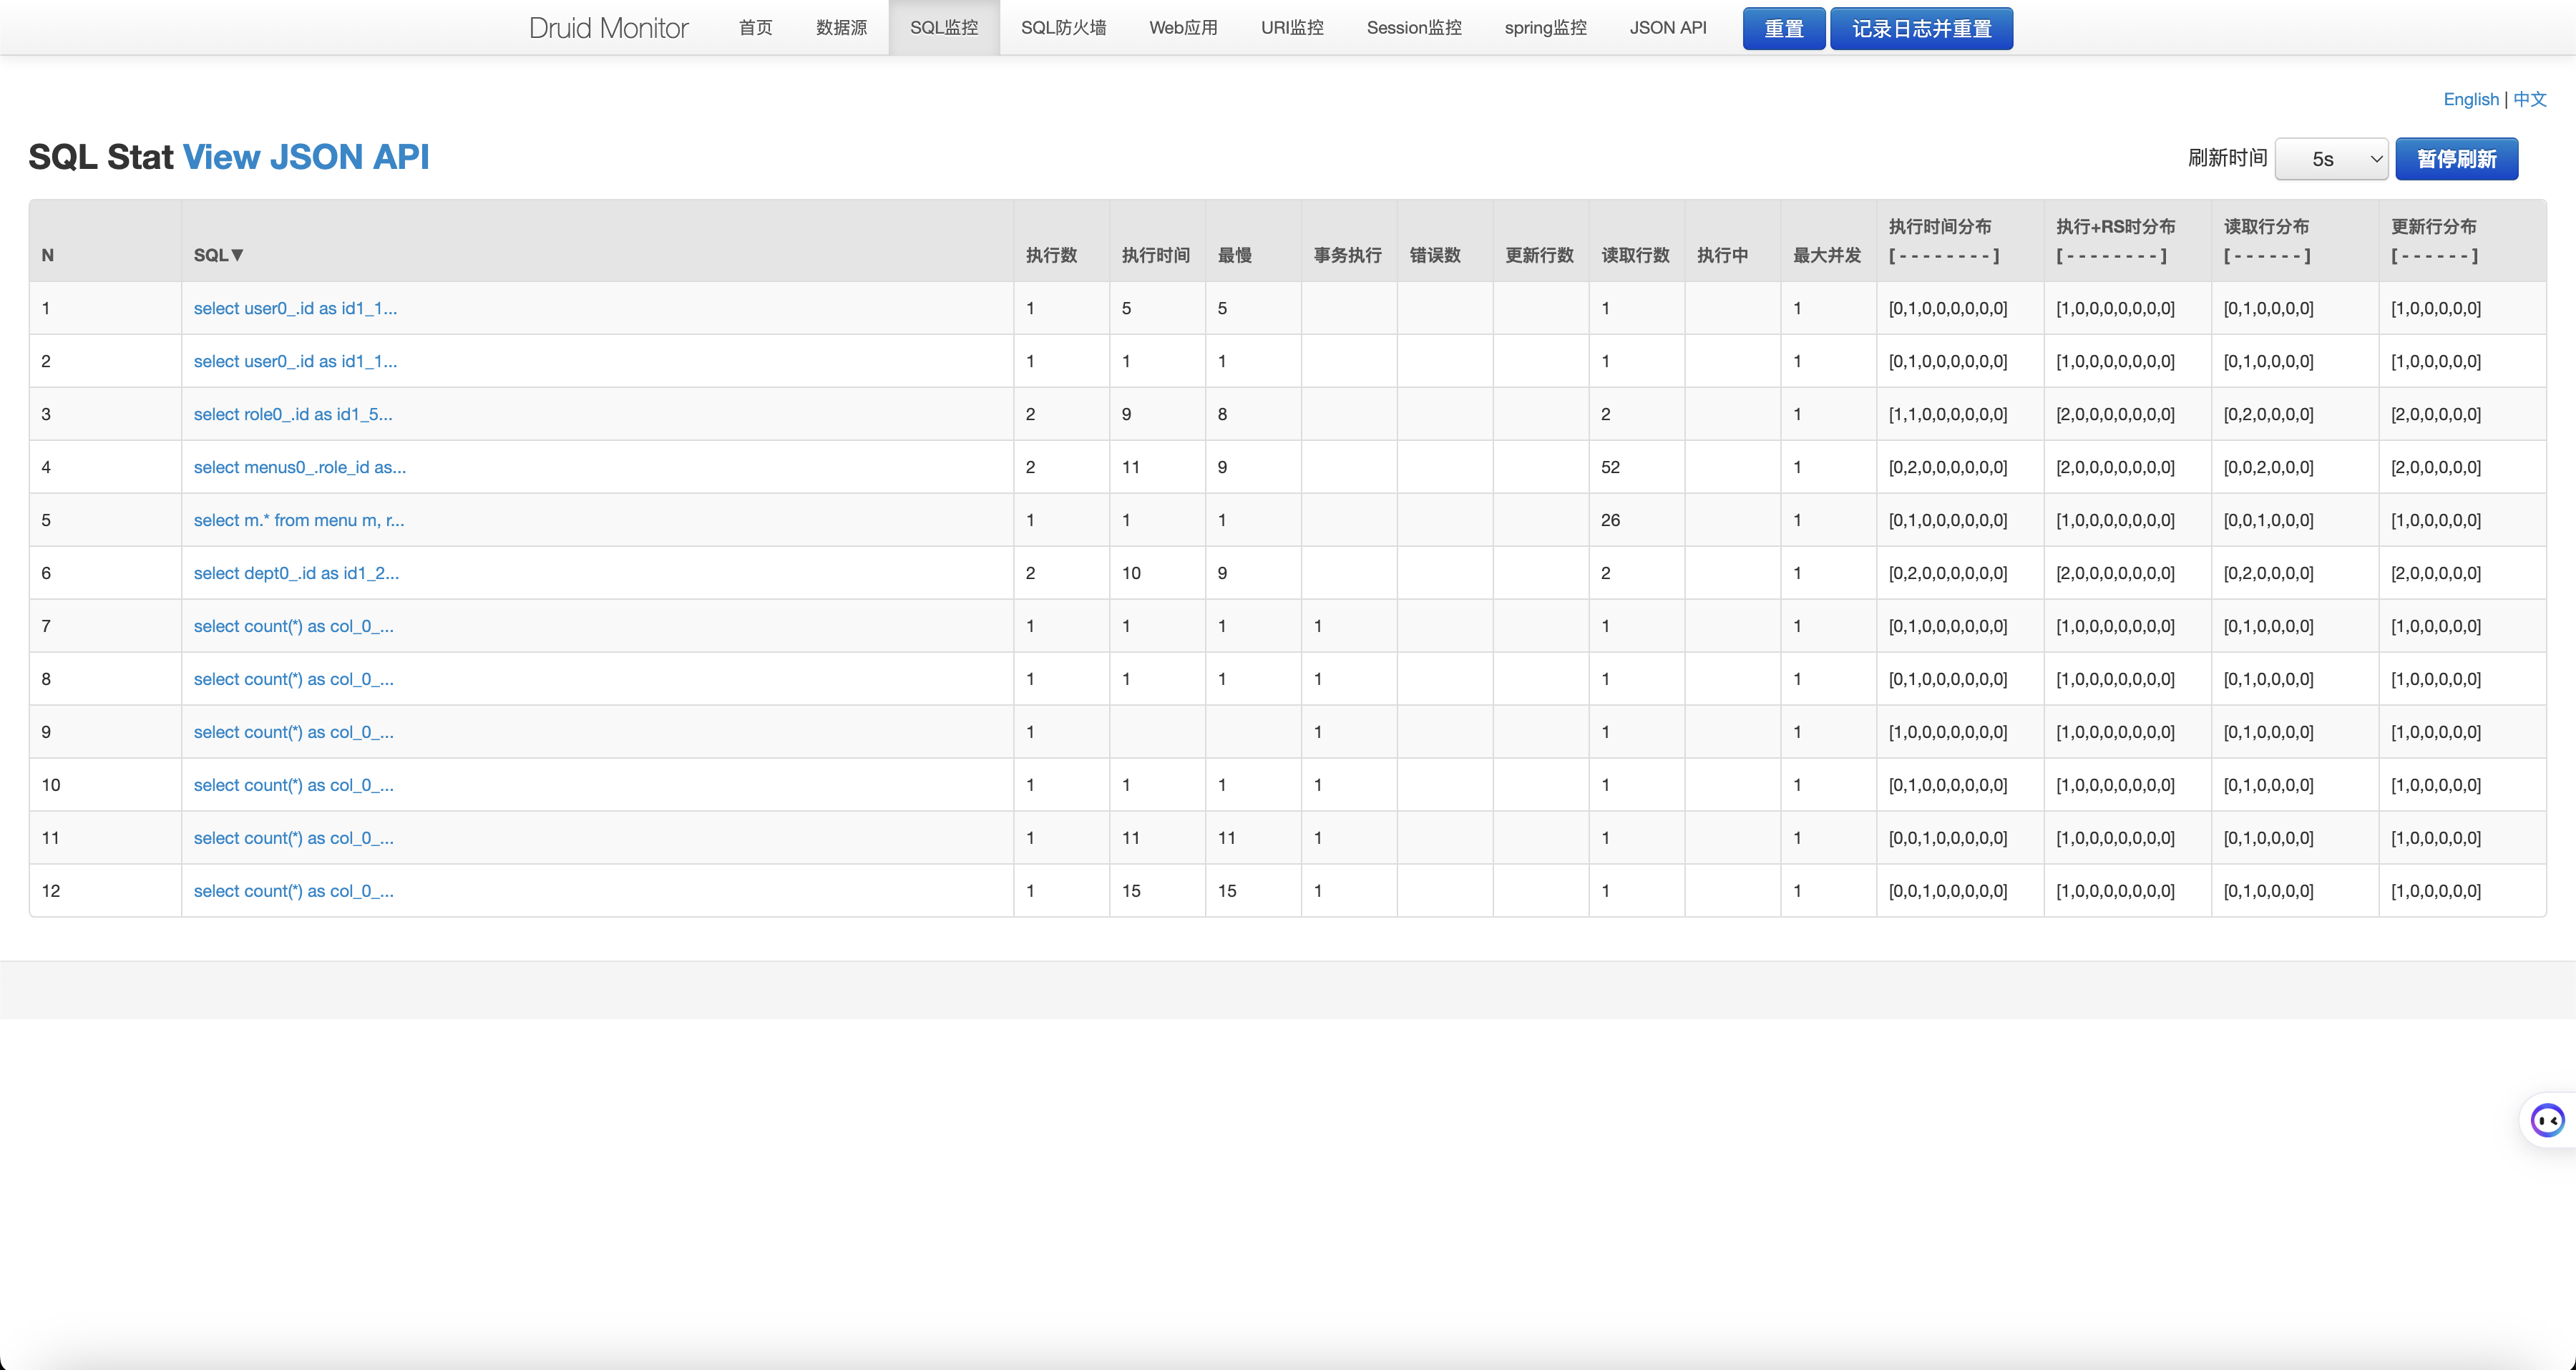 Druid Monitor 首页 数据源 SQL监控 SQL防火墙 Web应用 URI监控 Session监控 spring监控 JSON API 重置 记录日志并重置
English | 中文
SQL Stat View JSON API 刷新时间 5s 暂停刷新
N SQL▼ 执行数 执行时间 最慢 事务执行 错误数 更新行数 读取行数 执行中 最大并发 执行时间分布 [ - - - - - - - - ] 执行+RS时分布 [ - - - - - - - - ] 读取行分布 [ - - - - - - ] 更新行分布 [ - - - - - - ]
1 select user0_.id as id1_1... 1 5 5 1 1 [0,1,0,0,0,0,0,0] [1,0,0,0,0,0,0,0] [0,1,0,0,0,0] [1,0,0,0,0,0]
2 select user0_.id as id1_1... 1 1 1 1 1 [0,1,0,0,0,0,0,0] [1,0,0,0,0,0,0,0] [0,1,0,0,0,0] [1,0,0,0,0,0]
3 select role0_.id as id1_5... 2 9 8 2 1 [1,1,0,0,0,0,0,0] [2,0,0,0,0,0,0,0] [0,2,0,0,0,0] [2,0,0,0,0,0]
4 select menus0_.role_id as... 2 11 9 52 1 [0,2,0,0,0,0,0,0] [2,0,0,0,0,0,0,0] [0,0,2,0,0,0] [2,0,0,0,0,0]
5 select m.* from menu m, r... 1 1 1 26 1 [0,1,0,0,0,0,0,0] [1,0,0,0,0,0,0,0] [0,0,1,0,0,0] [1,0,0,0,0,0]
6 select dept0_.id as id1_2... 2 10 9 2 1 [0,2,0,0,0,0,0,0] [2,0,0,0,0,0,0,0] [0,2,0,0,0,0] [2,0,0,0,0,0]
7 select count(*) as col_0_... 1 1 1 1 1 1 [0,1,0,0,0,0,0,0] [1,0,0,0,0,0,0,0] [0,1,0,0,0,0] [1,0,0,0,0,0]
8 select count(*) as col_0_... 1 1 1 1 1 1 [0,1,0,0,0,0,0,0] [1,0,0,0,0,0,0,0] [0,1,0,0,0,0] [1,0,0,0,0,0]
9 select count(*) as col_0_... 1 1 1 1 [1,0,0,0,0,0,0,0] [1,0,0,0,0,0,0,0] [0,1,0,0,0,0] [1,0,0,0,0,0]
10 select count(*) as col_0_... 1 1 1 1 1 1 [0,1,0,0,0,0,0,0] [1,0,0,0,0,0,0,0] [0,1,0,0,0,0] [1,0,0,0,0,0]
11 select count(*) as col_0_... 1 11 11 1 1 1 [0,0,1,0,0,0,0,0] [1,0,0,0,0,0,0,0] [0,1,0,0,0,0] [1,0,0,0,0,0]
12 select count(*) as col_0_... 1 15 15 1 1 1 [0,0,1,0,0,0,0,0] [1,0,0,0,0,0,0,0] [0,1,0,0,0,0] [1,0,0,0,0,0]